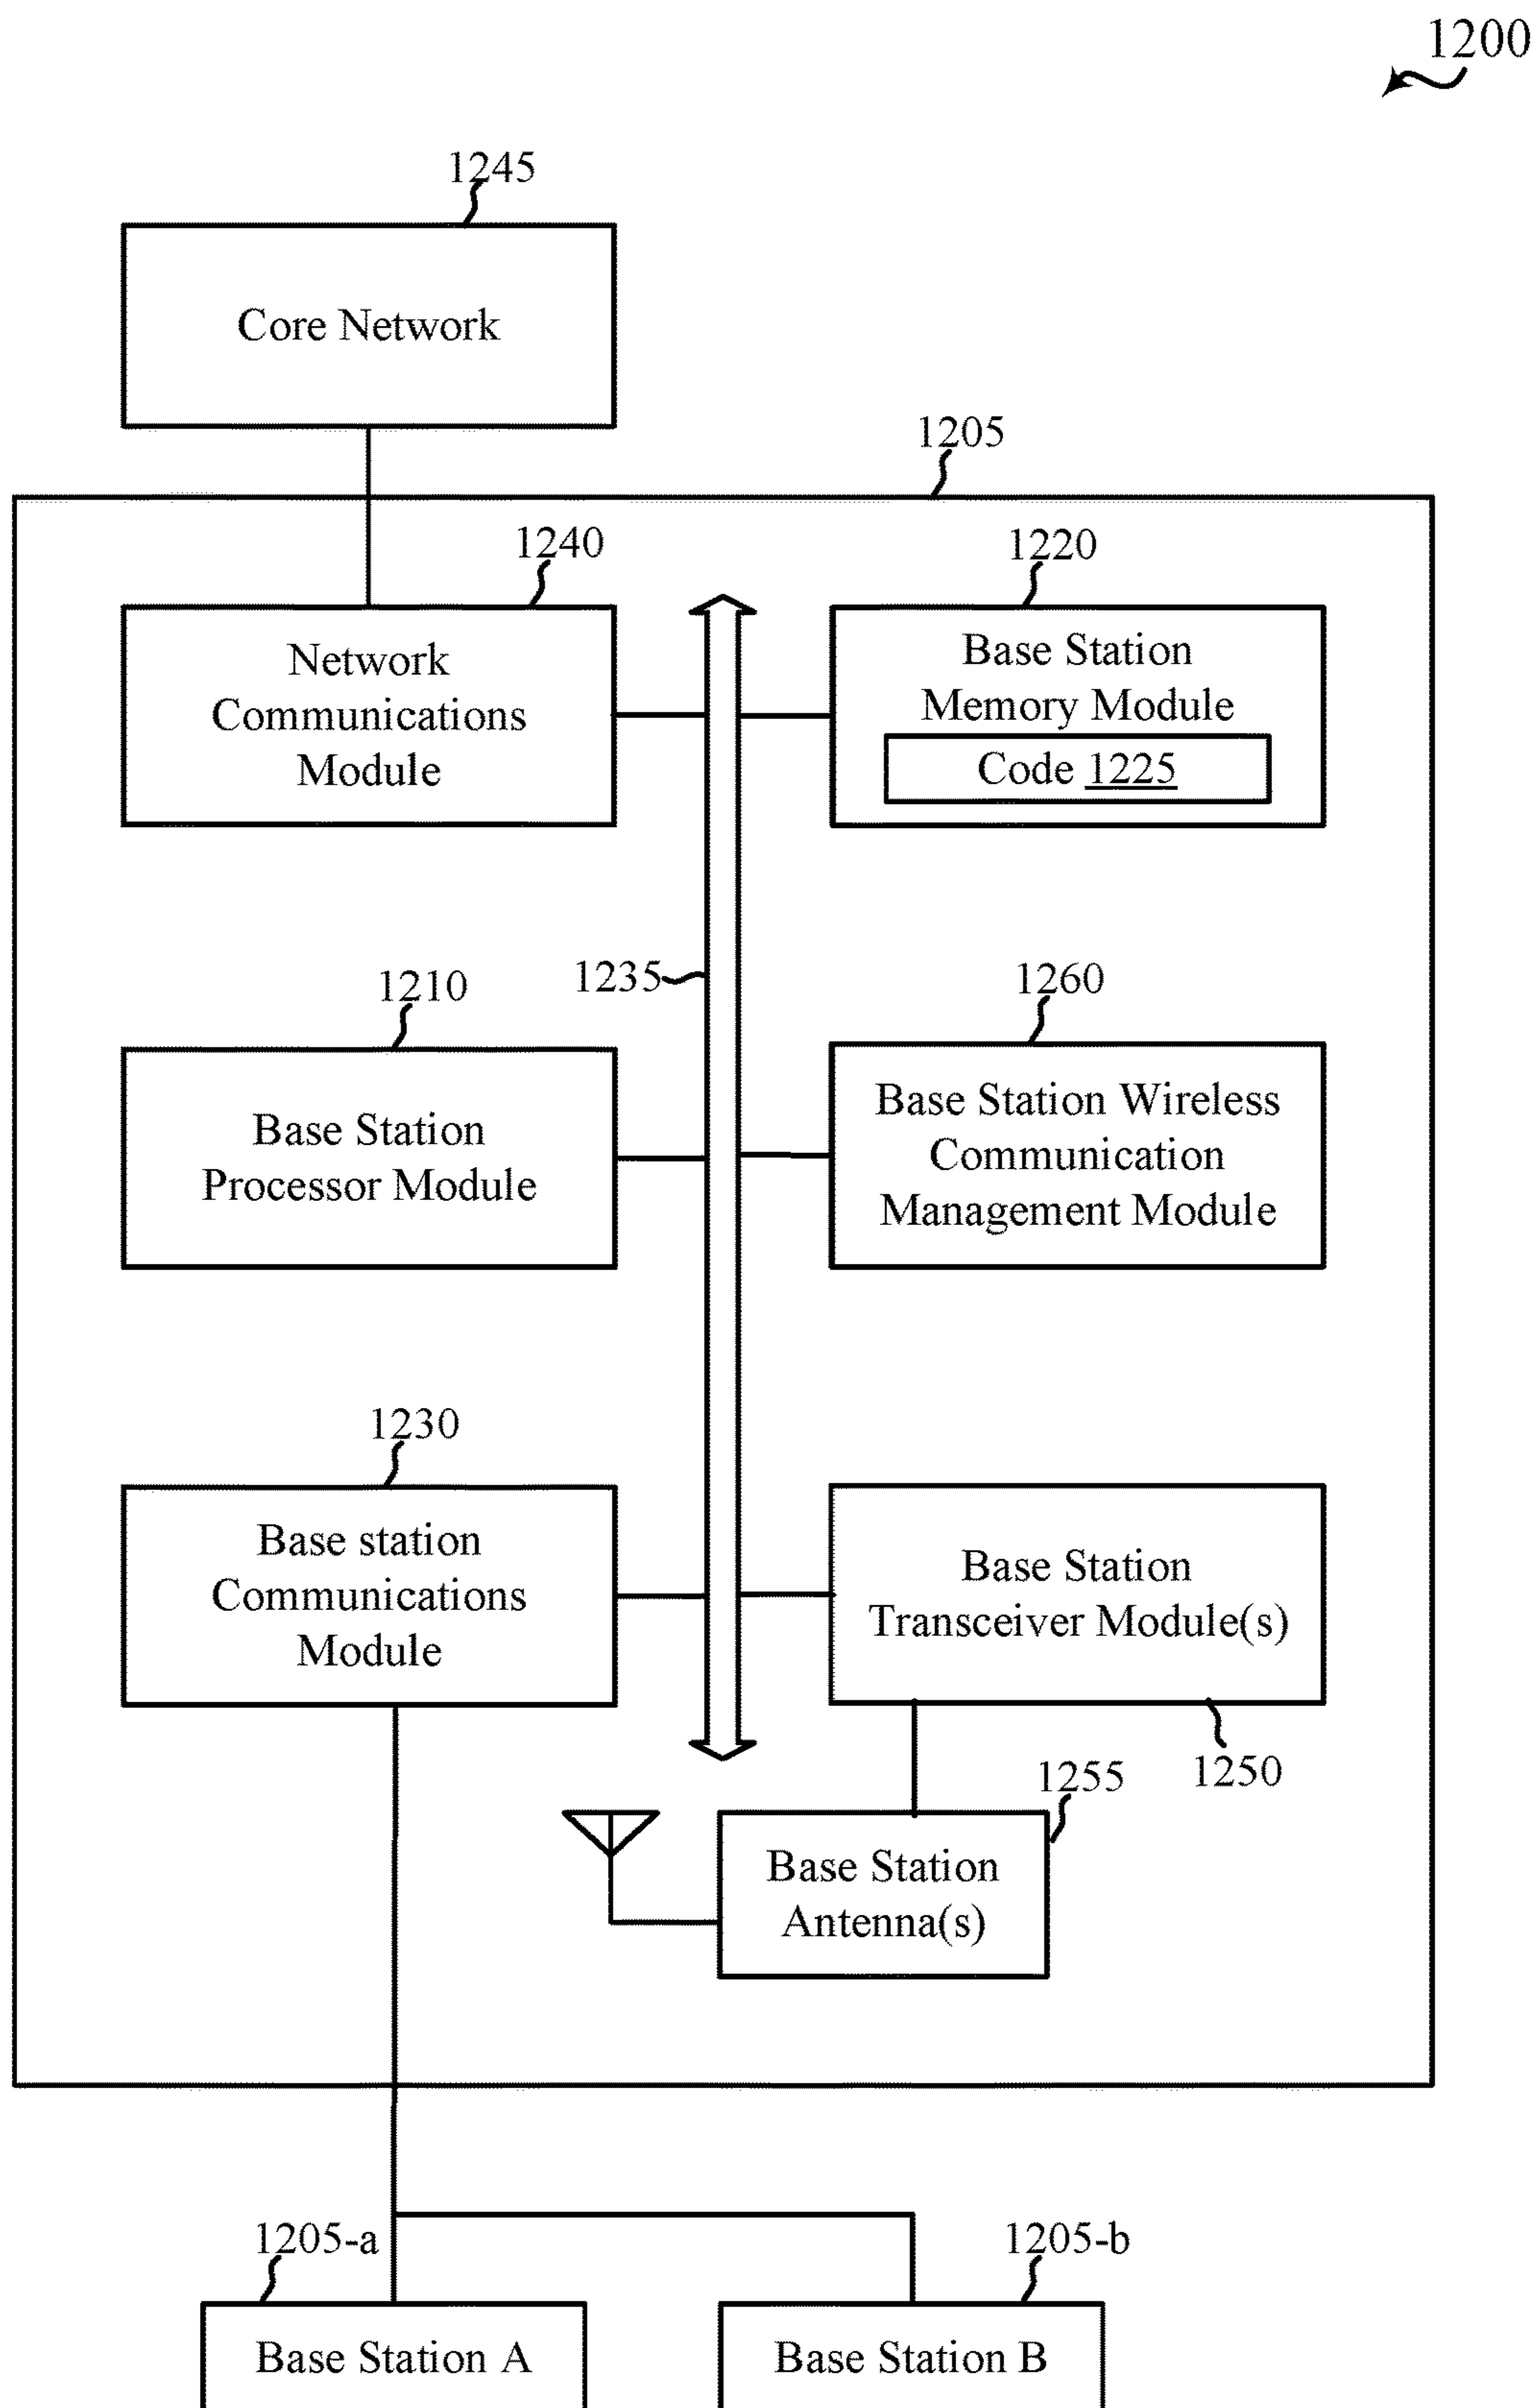 1200
1245
Core Network
1205
1240
1220
Network
Communications
Module
Base Station
Memory Module
Code 1225
1235
1210
1260
Base Station
Processor Module
Base Station Wireless
Communication
Management Module
1230
Base station
Communications
Module
Base Station
Transceiver Module(s)
1250
1255
Base Station
Antenna(s)
1205-a
1205-b
Base Station A
Base Station B